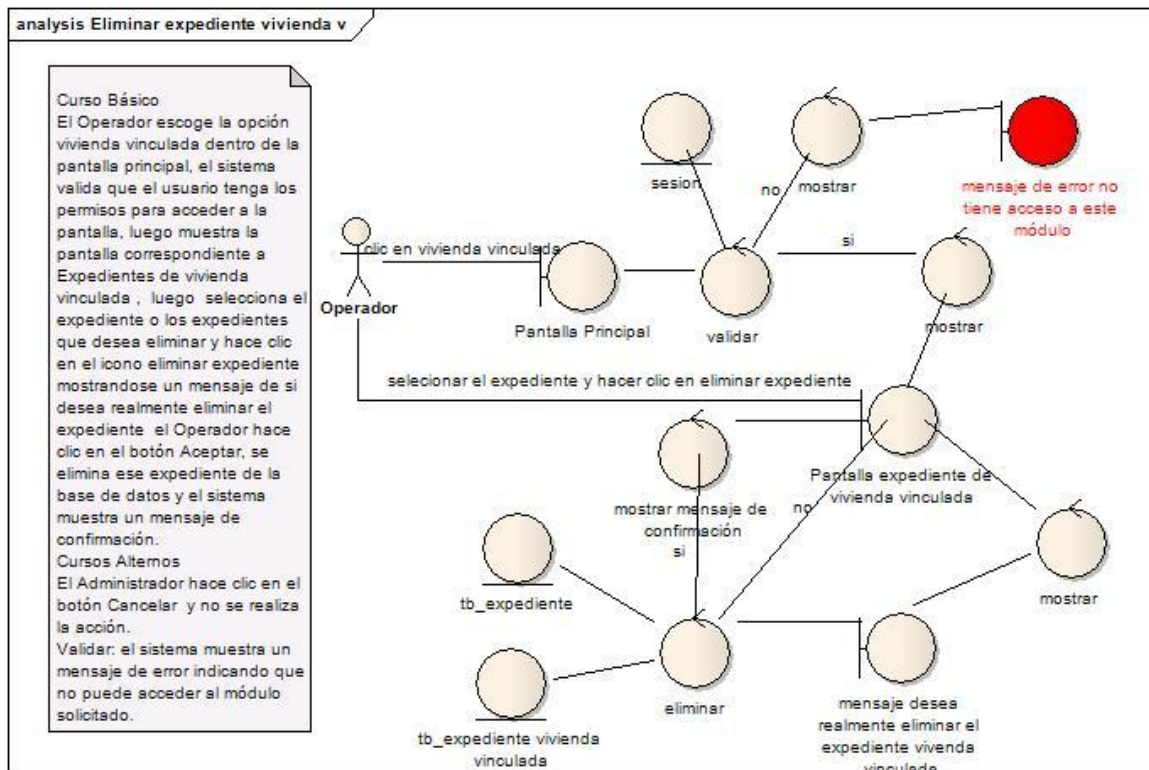 analysis Eliminar expediente vivienda v
Curso Básico
El Operador escoge la opción
vivienda vinculada dentro de la
pantalla principal, el sistema
valida que el usuario tenga los
permisos para acceder a la
pantalla, luego muestra la
pantalla correspondiente a
Expedientes de vivienda
vinculada , luego selecciona el
expediente o los expedientes
que desea eliminar y hace clic
en el icono eliminar expediente
mostrandose un mensaje de si
desea realmente eliminar el
expediente el Operador hace
clic en el botón Aceptar, se
elimina ese expediente de la
base de datos y el sistema
muestra un mensaje de
confirmación.
Cursos Alternos
El Administrador hace clic en el
botón Cancelar y no se realiza
la acción.
Validar: el sistema muestra un
mensaje de error indicando que
no puede acceder al módulo
solicitado.
sesion
no
mostrar
mensaje de error no
tiene acceso a este
módulo
clic en vivienda vinculada
si
Operador
Pantalla Principal
validar
mostrar
selecionar el expediente y hacer clic en eliminar expediente
Pantalla expediente de
vivienda vinculada
mostrar mensaje de
confirmación
no
si
tb_expediente
mostrar
eliminar
tb_expediente vivienda
vinculada
mensaje desea
realmente eliminar el
expediente vivenda
vinculada